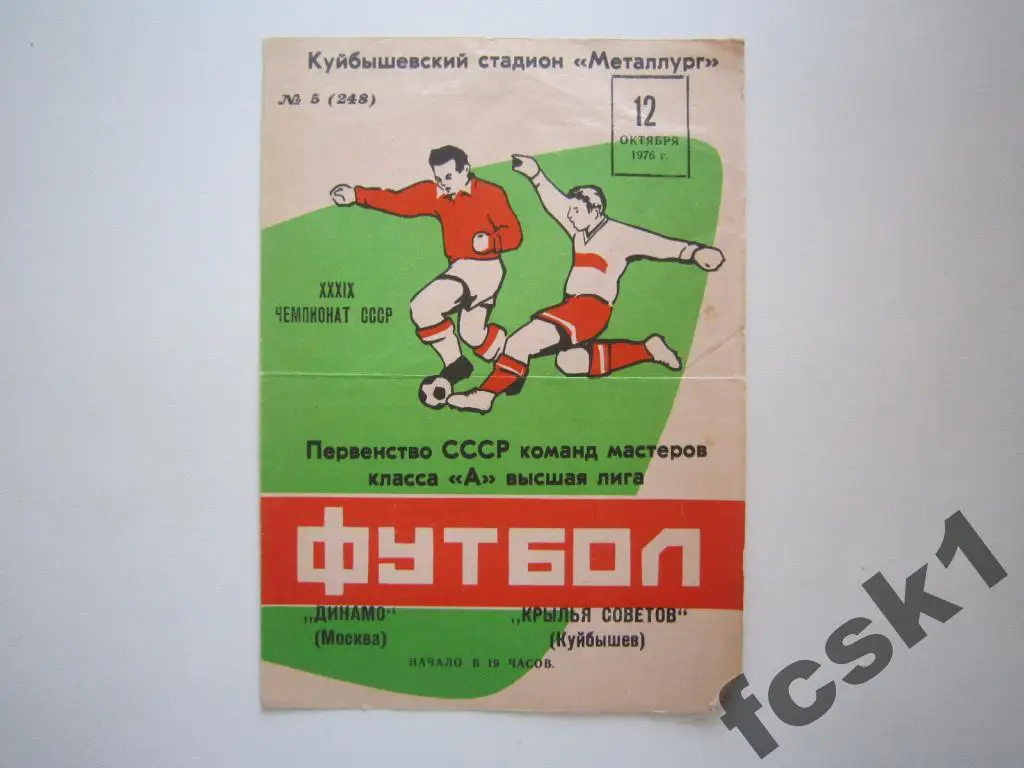 Куйбышевский стадион «Металлург»
№ 5 (248)
12
ОКТЯБРЯ
1976 г.
XXXIX
ЧЕМПИОНАТ СССР
Первенство СССР команд мастеров
класса «А» высшая лига
ФУТБОЛ
„ДИНАМО"
(Москва)
„КРЫЛЬЯ СОВЕТОВ"
(Куйбышев)
НАЧАЛО В 19 ЧАСОВ.
fcsk1